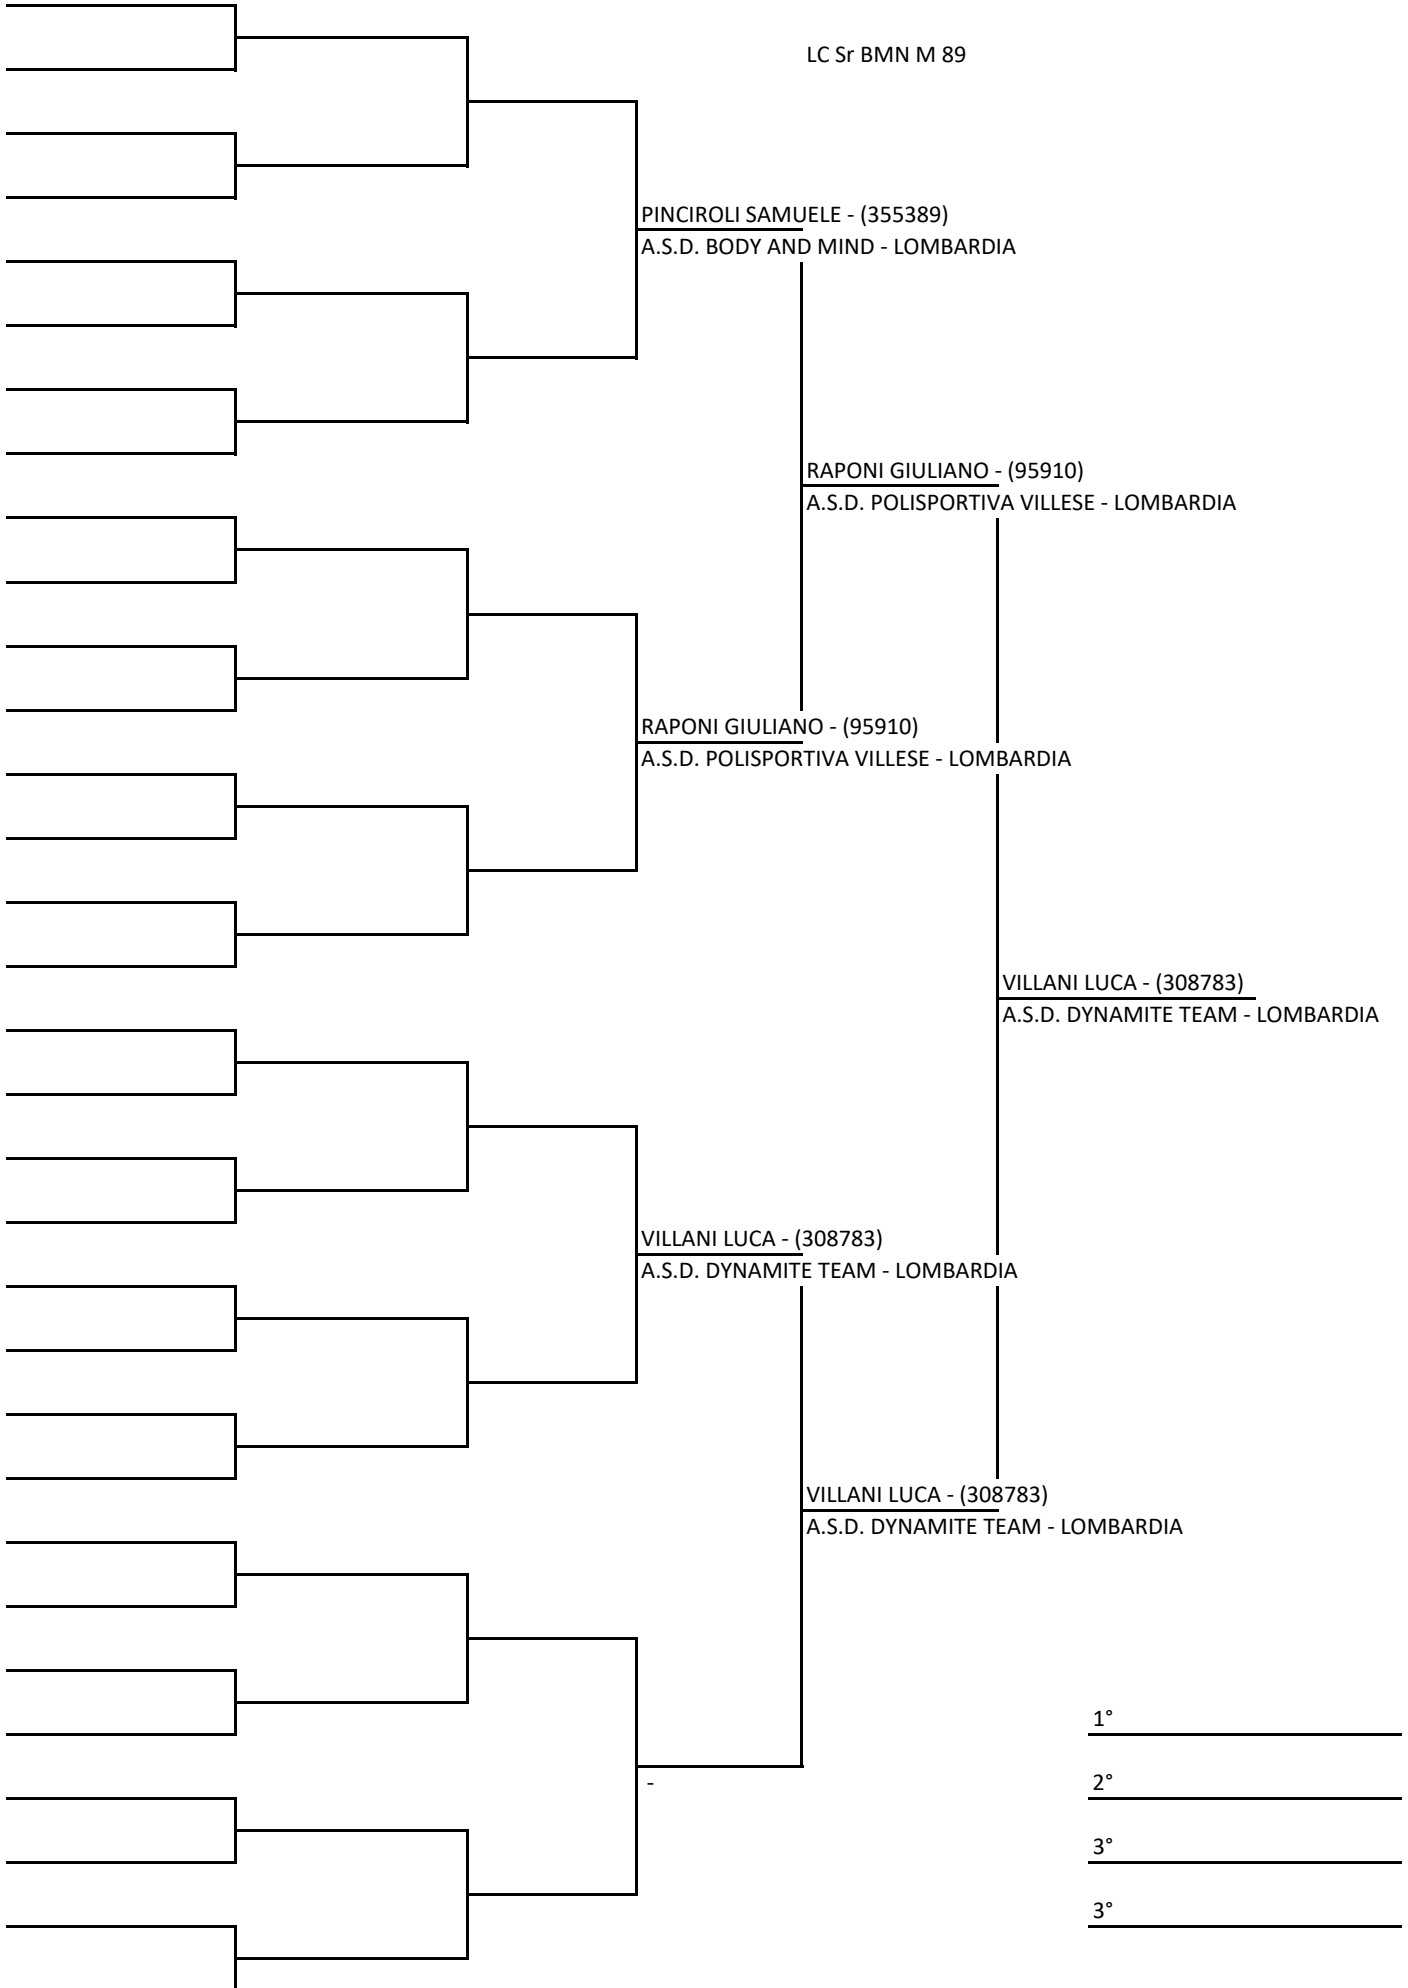 LC Sr BMN M 89
PINCIROLI SAMUELE - (355389)
A.S.D. BODY AND MIND - LOMBARDIA
RAPONI GIULIANO - (95910)
A.S.D. POLISPORTIVA VILLESE - LOMBARDIA
RAPONI GIULIANO - (95910)
A.S.D. POLISPORTIVA VILLESE - LOMBARDIA
VILLANI LUCA - (308783)
A.S.D. DYNAMITE TEAM - LOMBARDIA
VILLANI LUCA - (308783)
A.S.D. DYNAMITE TEAM - LOMBARDIA
VILLANI LUCA - (308783)
A.S.D. DYNAMITE TEAM - LOMBARDIA
1°
-
2°
3°
3°